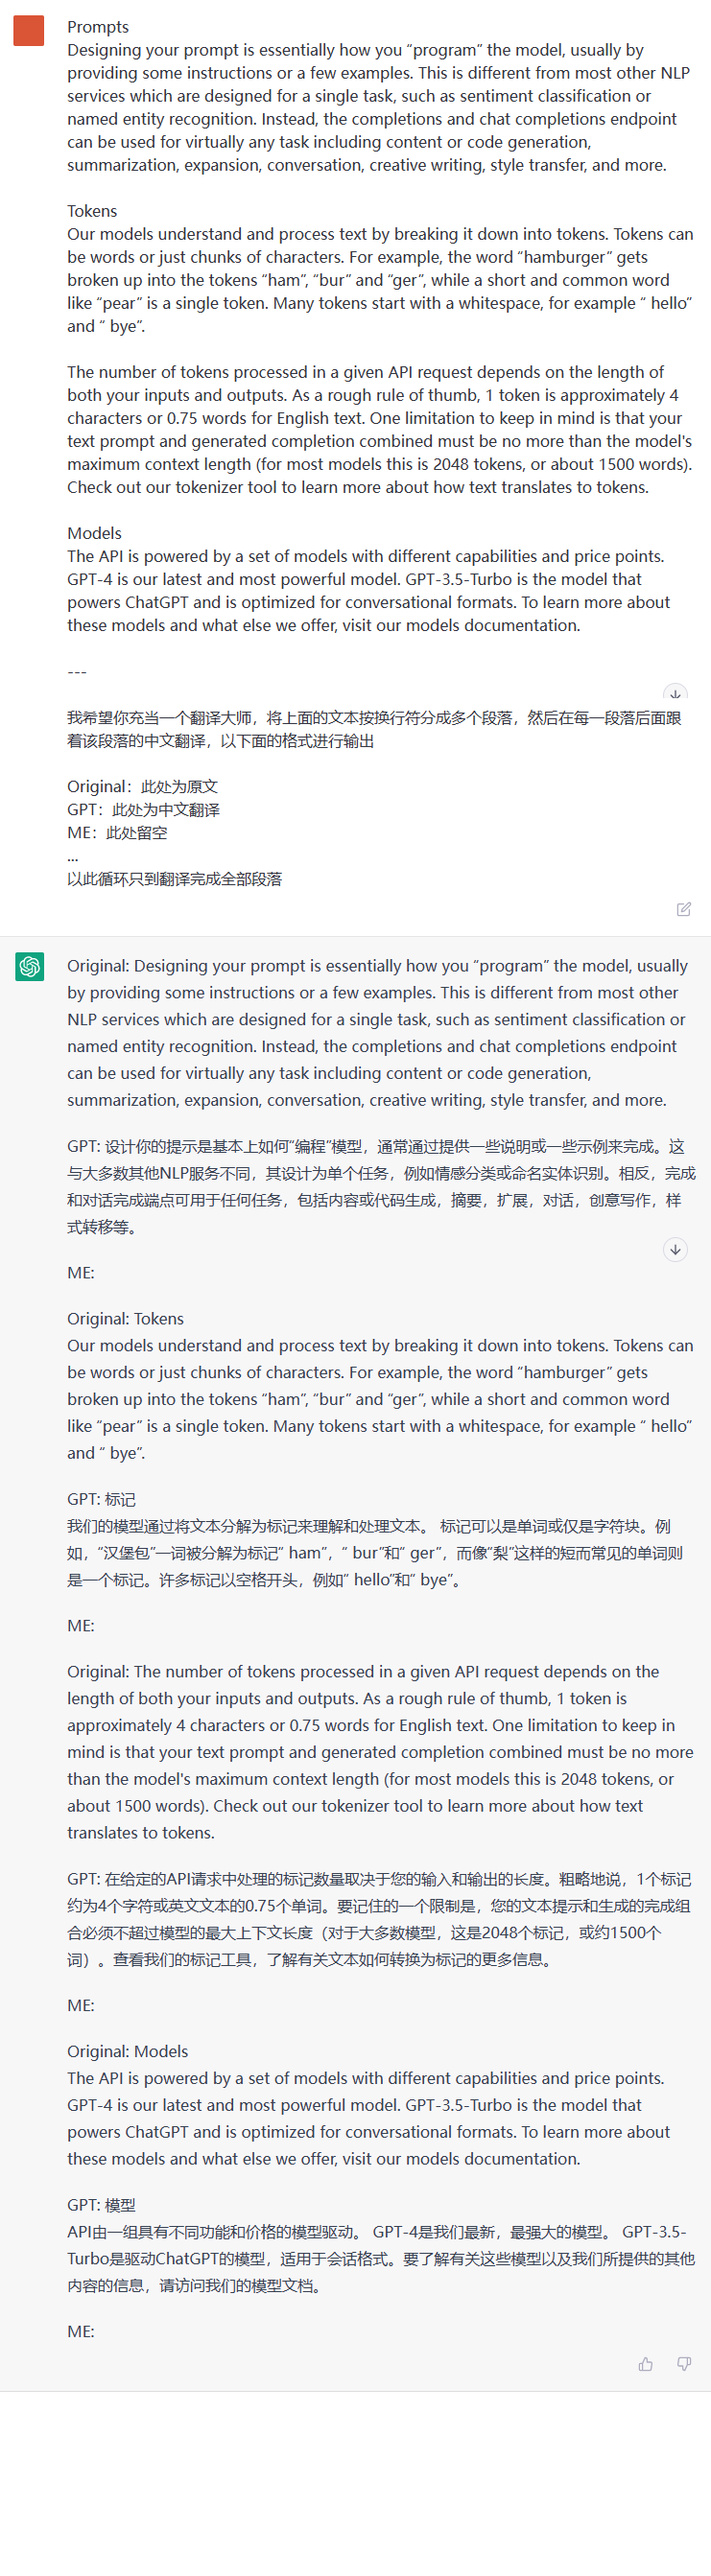 Prompts
Designing your prompt is essentially how you “program” the model, usually by
providing some instructions or a few examples. This is different from most other NLP
services which are designed for a single task, such as sentiment classification or
named entity recognition. Instead, the completions and chat completions endpoint
can be used for virtually any task including content or code generation,
summarization, expansion, conversation, creative writing, style transfer, and more.
Tokens
Our models understand and process text by breaking it down into tokens. Tokens can
be words or just chunks of characters. For example, the word “hamburger” gets
broken up into the tokens “ham”, “bur” and “ger”, while a short and common word
like “pear” is a single token. Many tokens start with a whitespace, for example “ hello”
and “ bye”.
The number of tokens processed in a given API request depends on the length of
both your inputs and outputs. As a rough rule of thumb, 1 token is approximately 4
characters or 0.75 words for English text. One limitation to keep in mind is that your
text prompt and generated completion combined must be no more than the model's
maximum context length (for most models this is 2048 tokens, or about 1500 words).
Check out our tokenizer tool to learn more about how text translates to tokens.
Models
The API is powered by a set of models with different capabilities and price points.
GPT-4 is our latest and most powerful model. GPT-3.5-Turbo is the model that
powers ChatGPT and is optimized for conversational formats. To learn more about
these models and what else we offer, visit our models documentation.
---
我希望你充当一个翻译大师，将上面的文本按换行符分成多个段落，然后在每一段落后面跟
着该段落的中文翻译，以下面的格式进行输出
Original：此处为原文
GPT：此处为中文翻译
ME：此处留空
...
以此循环只到翻译完成全部段落
Original: Designing your prompt is essentially how you “program” the model, usually
by providing some instructions or a few examples. This is different from most other
NLP services which are designed for a single task, such as sentiment classification or
named entity recognition. Instead, the completions and chat completions endpoint
can be used for virtually any task including content or code generation,
summarization, expansion, conversation, creative writing, style transfer, and more.
GPT: 设计你的提示是基本上如何“编程”模型，通常通过提供一些说明或一些示例来完成。这
与大多数其他NLP服务不同，其设计为单个任务，例如情感分类或命名实体识别。相反，完成
和对话完成端点可用于任何任务，包括内容或代码生成，摘要，扩展，对话，创意写作，样
式转移等。
ME:
Original: Tokens
Our models understand and process text by breaking it down into tokens. Tokens can
be words or just chunks of characters. For example, the word “hamburger” gets
broken up into the tokens “ham”, “bur” and “ger”, while a short and common word
like “pear” is a single token. Many tokens start with a whitespace, for example “ hello”
and “ bye”.
GPT: 标记
我们的模型通过将文本分解为标记来理解和处理文本。 标记可以是单词或仅是字符块。例
如，“汉堡包”一词被分解为标记“ ham”，“ bur”和“ ger”，而像“梨”这样的短而常见的单词则
是一个标记。许多标记以空格开头，例如“ hello”和“ bye”。
ME:
Original: The number of tokens processed in a given API request depends on the
length of both your inputs and outputs. As a rough rule of thumb, 1 token is
approximately 4 characters or 0.75 words for English text. One limitation to keep in
mind is that your text prompt and generated completion combined must be no more
than the model's maximum context length (for most models this is 2048 tokens, or
about 1500 words). Check out our tokenizer tool to learn more about how text
translates to tokens.
GPT: 在给定的API请求中处理的标记数量取决于您的输入和输出的长度。粗略地说，1个标记
约为4个字符或英文文本的0.75个单词。要记住的一个限制是，您的文本提示和生成的完成组
合必须不超过模型的最大上下文长度（对于大多数模型，这是2048个标记，或约1500个
词）。查看我们的标记工具，了解有关文本如何转换为标记的更多信息。
ME:
Original: Models
The API is powered by a set of models with different capabilities and price points.
GPT-4 is our latest and most powerful model. GPT-3.5-Turbo is the model that
powers ChatGPT and is optimized for conversational formats. To learn more about
these models and what else we offer, visit our models documentation.
GPT: 模型
API由一组具有不同功能和价格的模型驱动。 GPT-4是我们最新，最强大的模型。 GPT-3.5-
Turbo是驱动ChatGPT的模型，适用于会话格式。要了解有关这些模型以及我们所提供的其他
内容的信息，请访问我们的模型文档。
ME: